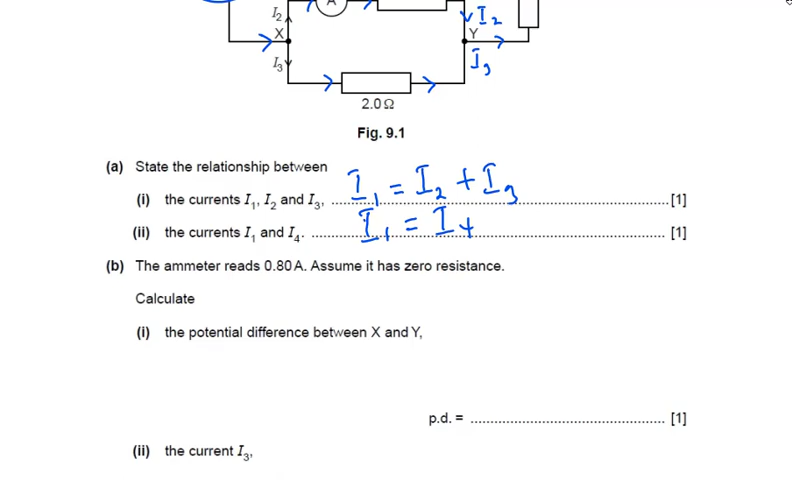 I₂ A I₂
X Y
I₃ I₃
2.0 Ω
Fig. 9.1
(a) State the relationship between
(i) the currents I₁, I₂ and I₃, I₁ = I₂ + I₃ [1]
(ii) the currents I₁ and I₄. I₁ = I₄ [1]
(b) The ammeter reads 0.80 A. Assume it has zero resistance.
Calculate
(i) the potential difference between X and Y,
p.d. = ........................................................ [1]
(ii) the current I₃,